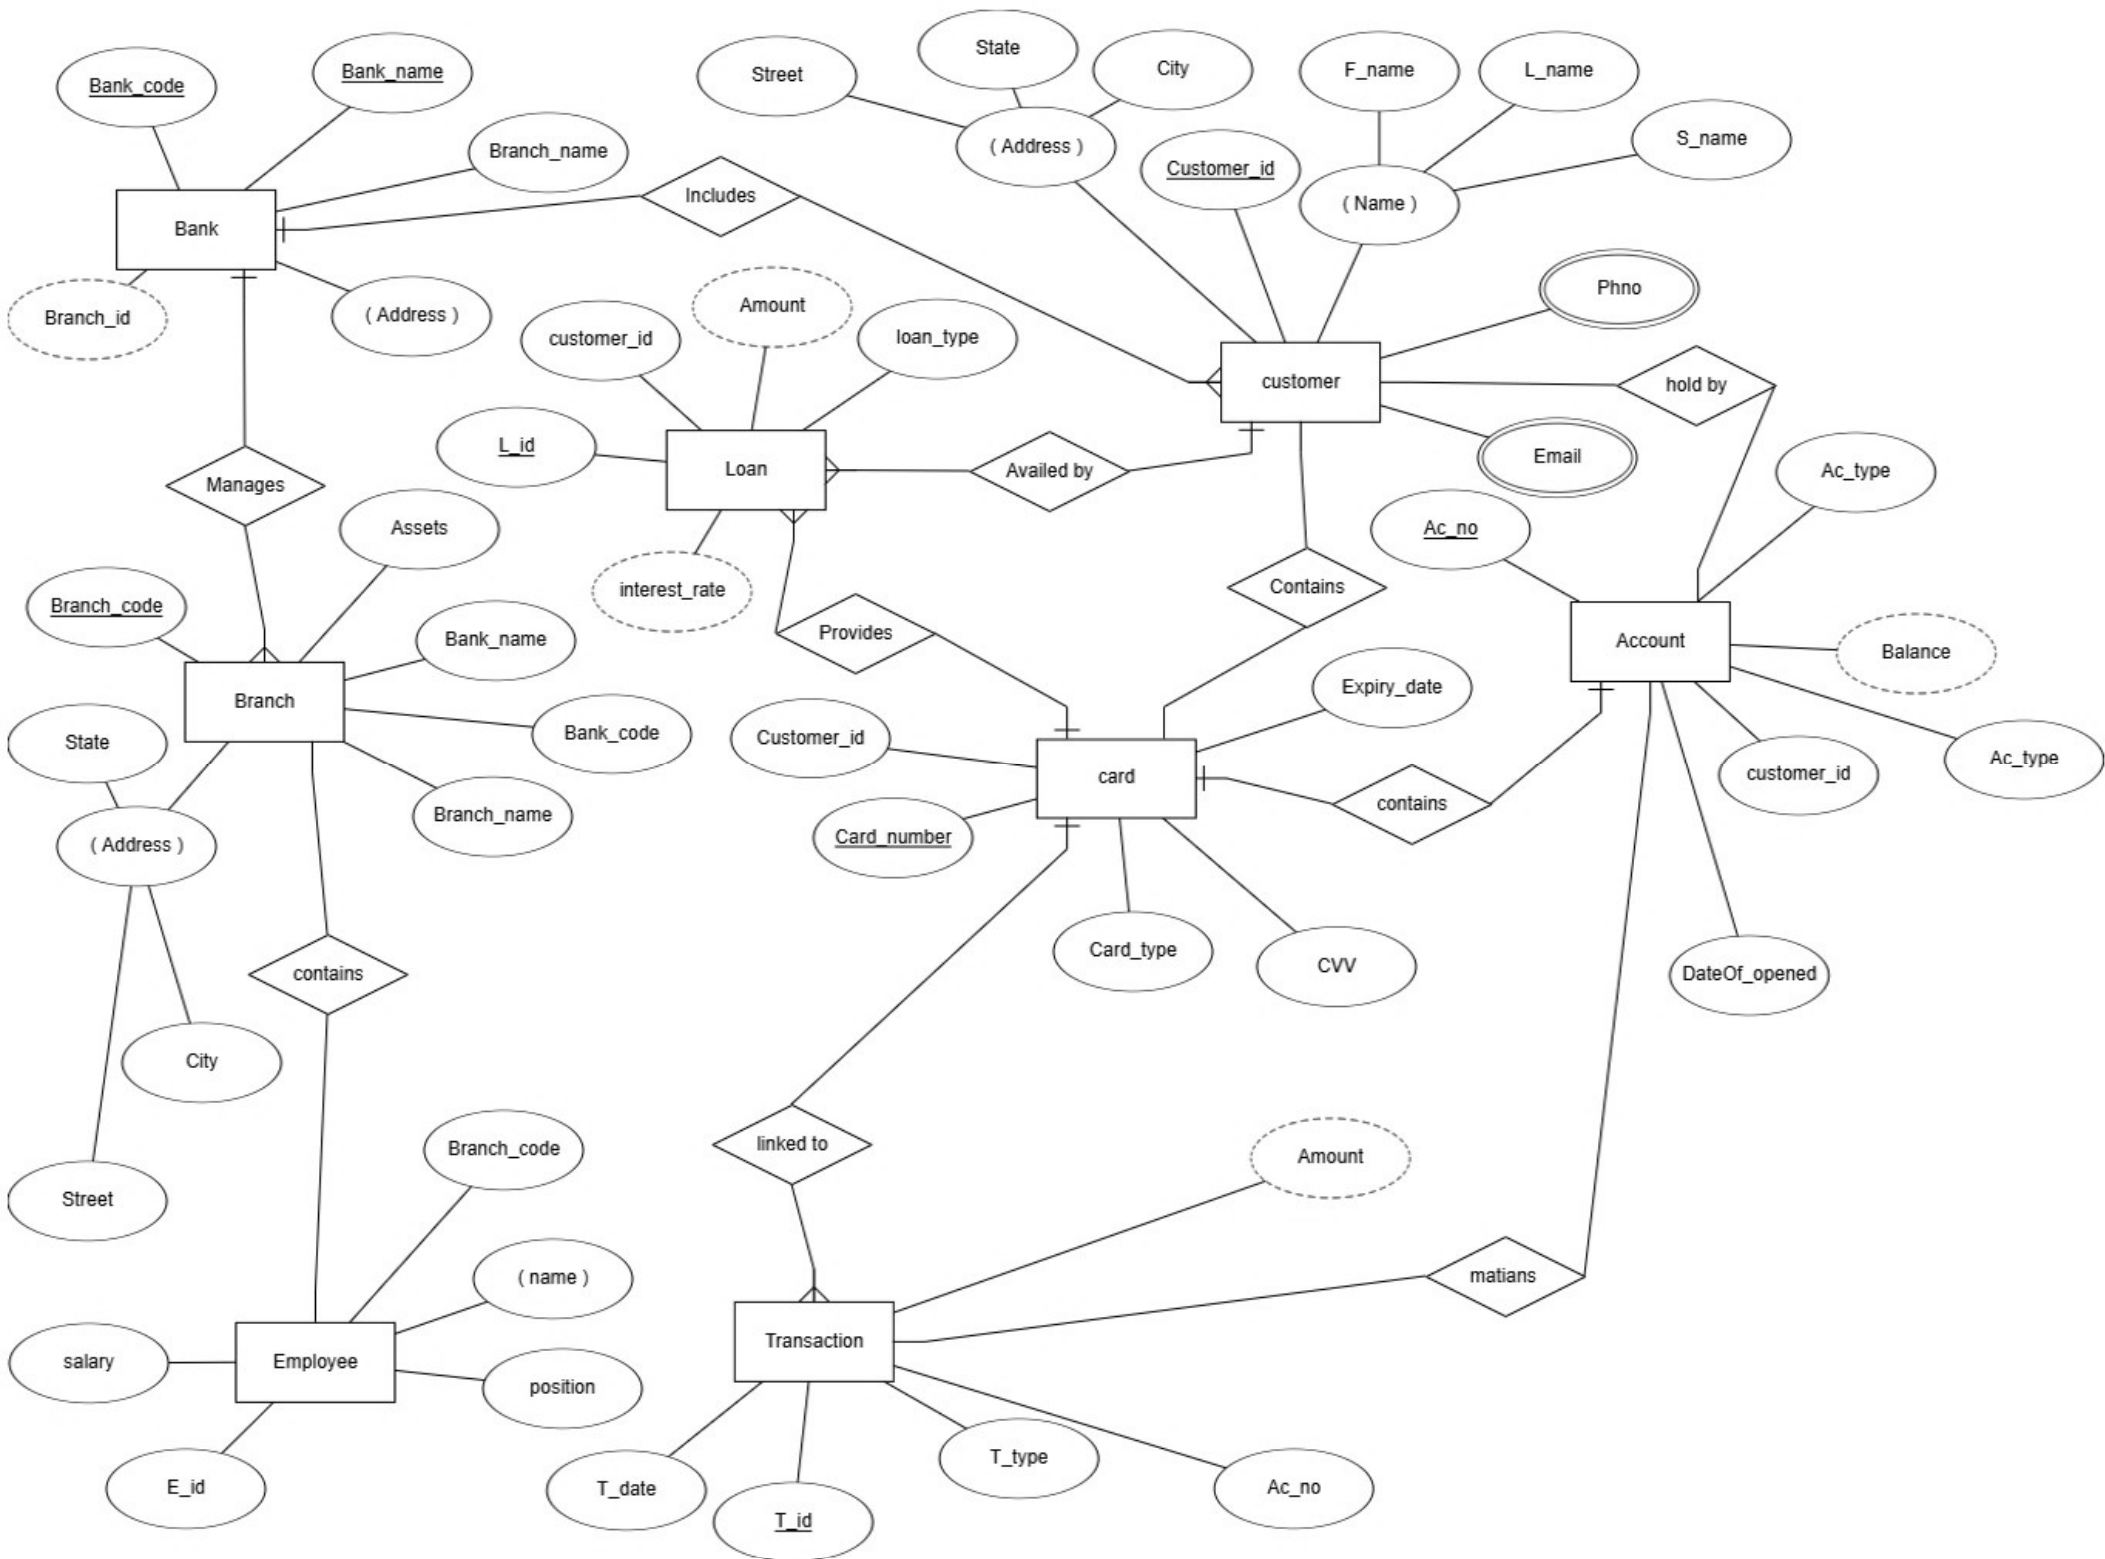 State
Street
City
F_name
L_name
Bank_code
Bank_name
S_name
Branch_name
( Address )
Customer_id
Includes
( Name )
Bank
Phno
Branch_id
( Address )
customer_id
Amount
loan_type
customer
hold by
L_id
Loan
Availed by
Email
Ac_type
Manages
Assets
Ac_no
interest_rate
Contains
Branch_code
Bank_name
Provides
Account
Balance
Branch
Expiry_date
State
Bank_code
Customer_id
card
contains
customer_id
Ac_type
Branch_name
( Address )
Card_number
Card_type
CVV
contains
DateOf_opened
City
linked to
Branch_code
Amount
Street
( name )
matians
salary
Employee
position
Transaction
E_id
T_date
T_id
T_type
Ac_no